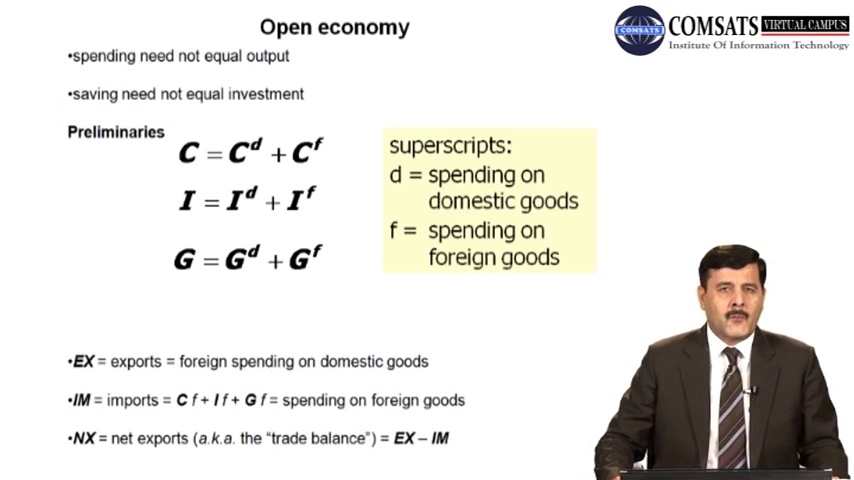 Open economy
•spending need not equal output
•saving need not equal investment
Preliminaries
C = Cᵈ + Cᶠ
I = Iᵈ + Iᶠ
G = Gᵈ + Gᶠ
superscripts:
d = spending on
domestic goods
f = spending on
foreign goods
•EX = exports = foreign spending on domestic goods
•IM = imports = C f + I f + G f = spending on foreign goods
•NX = net exports (a.k.a. the “trade balance”) = EX – IM
COMSATS
COMSATS VIRTUAL CAMPUS
Institute Of Information Technology